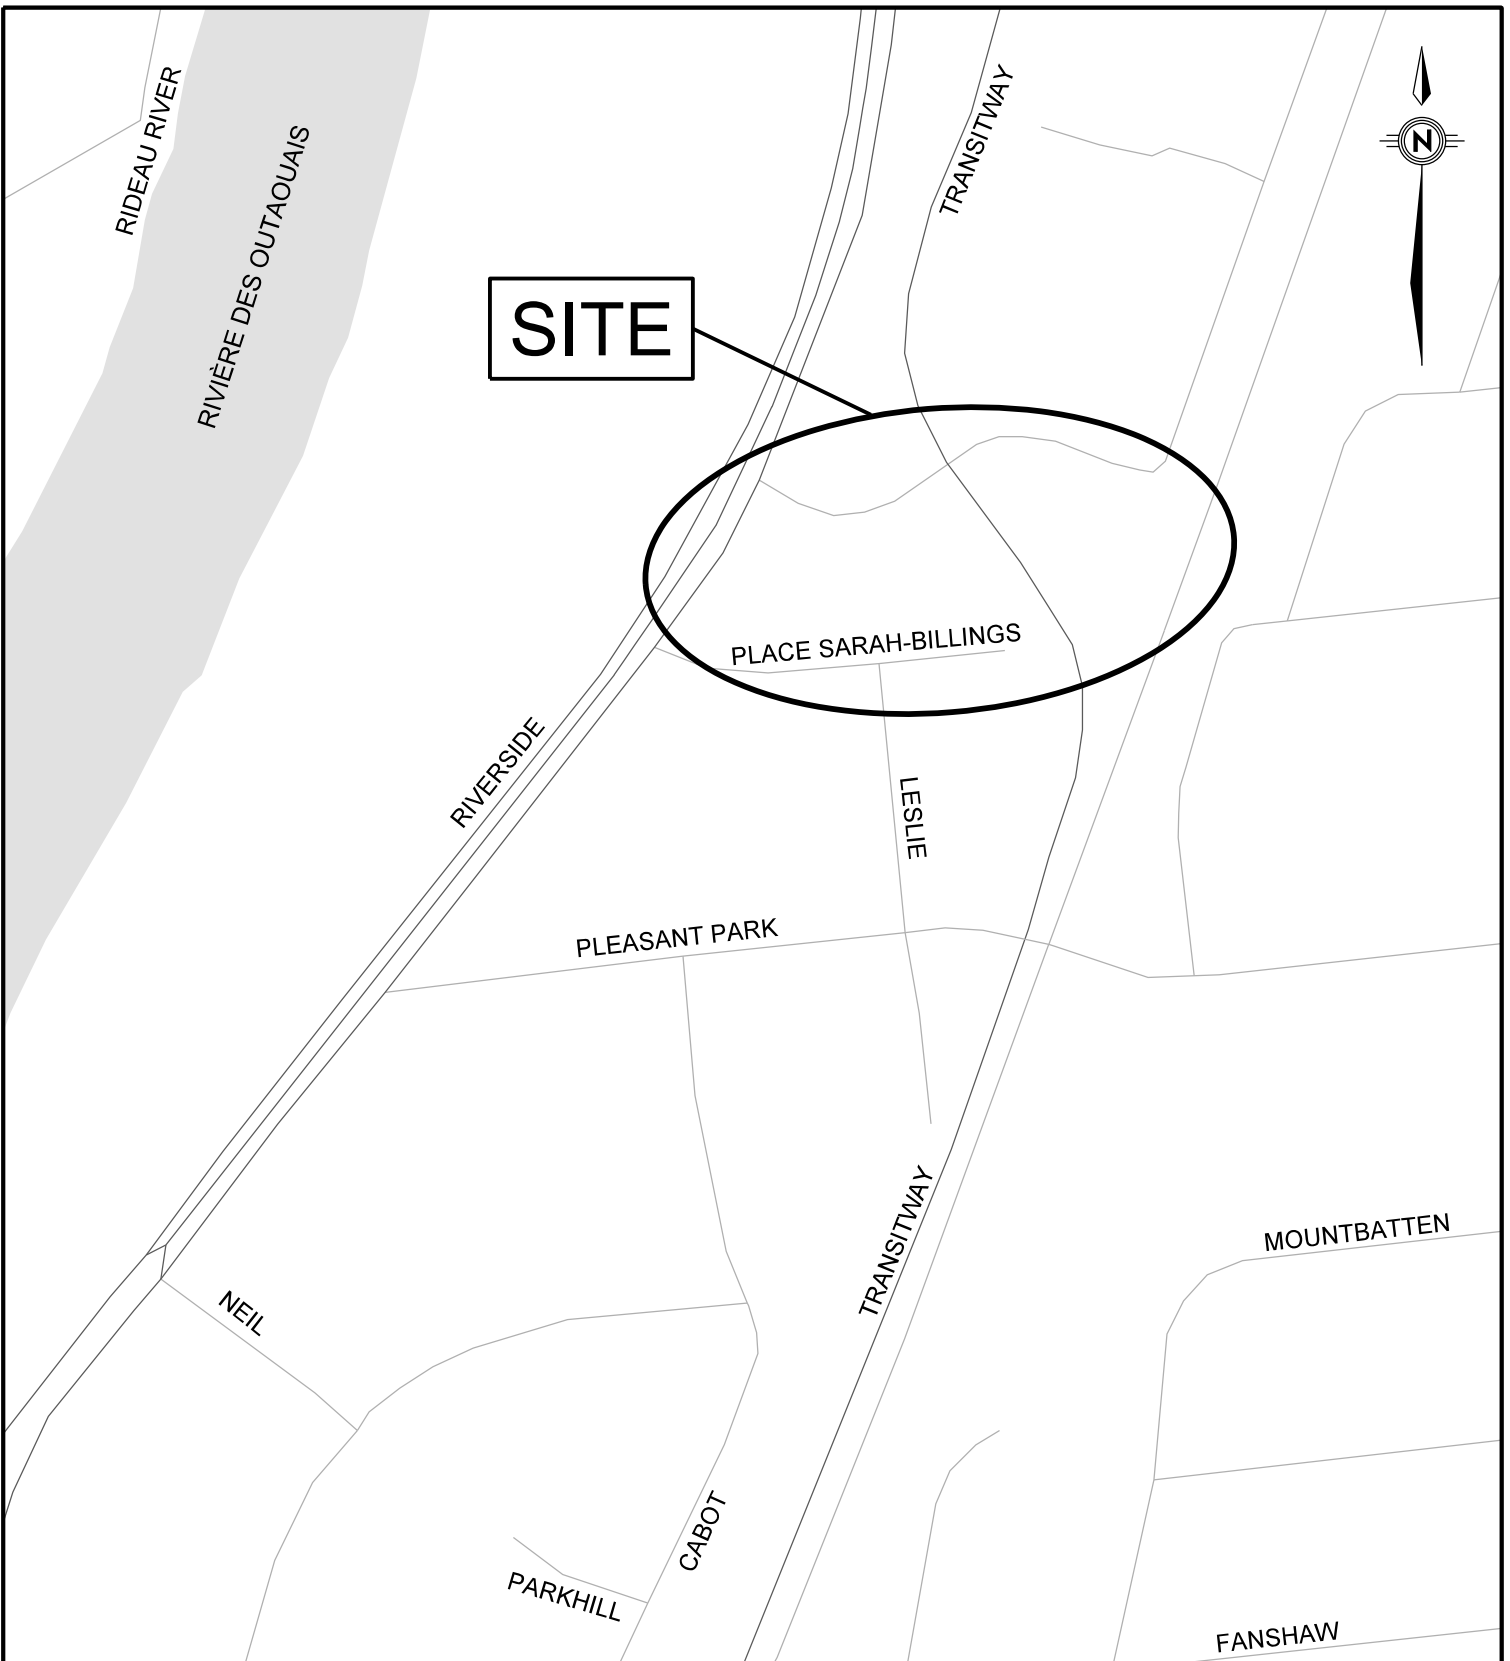 RIDEAU RIVER
RIVIÈRE DES OUTAOUAIS
TRANSITWAY
N
SITE
PLACE SARAH-BILLINGS
RIVERSIDE
LESLIE
PLEASANT PARK
TRANSITWAY
MOUNTBATTEN
NEIL
CABOT
PARKHILL
FANSHAW